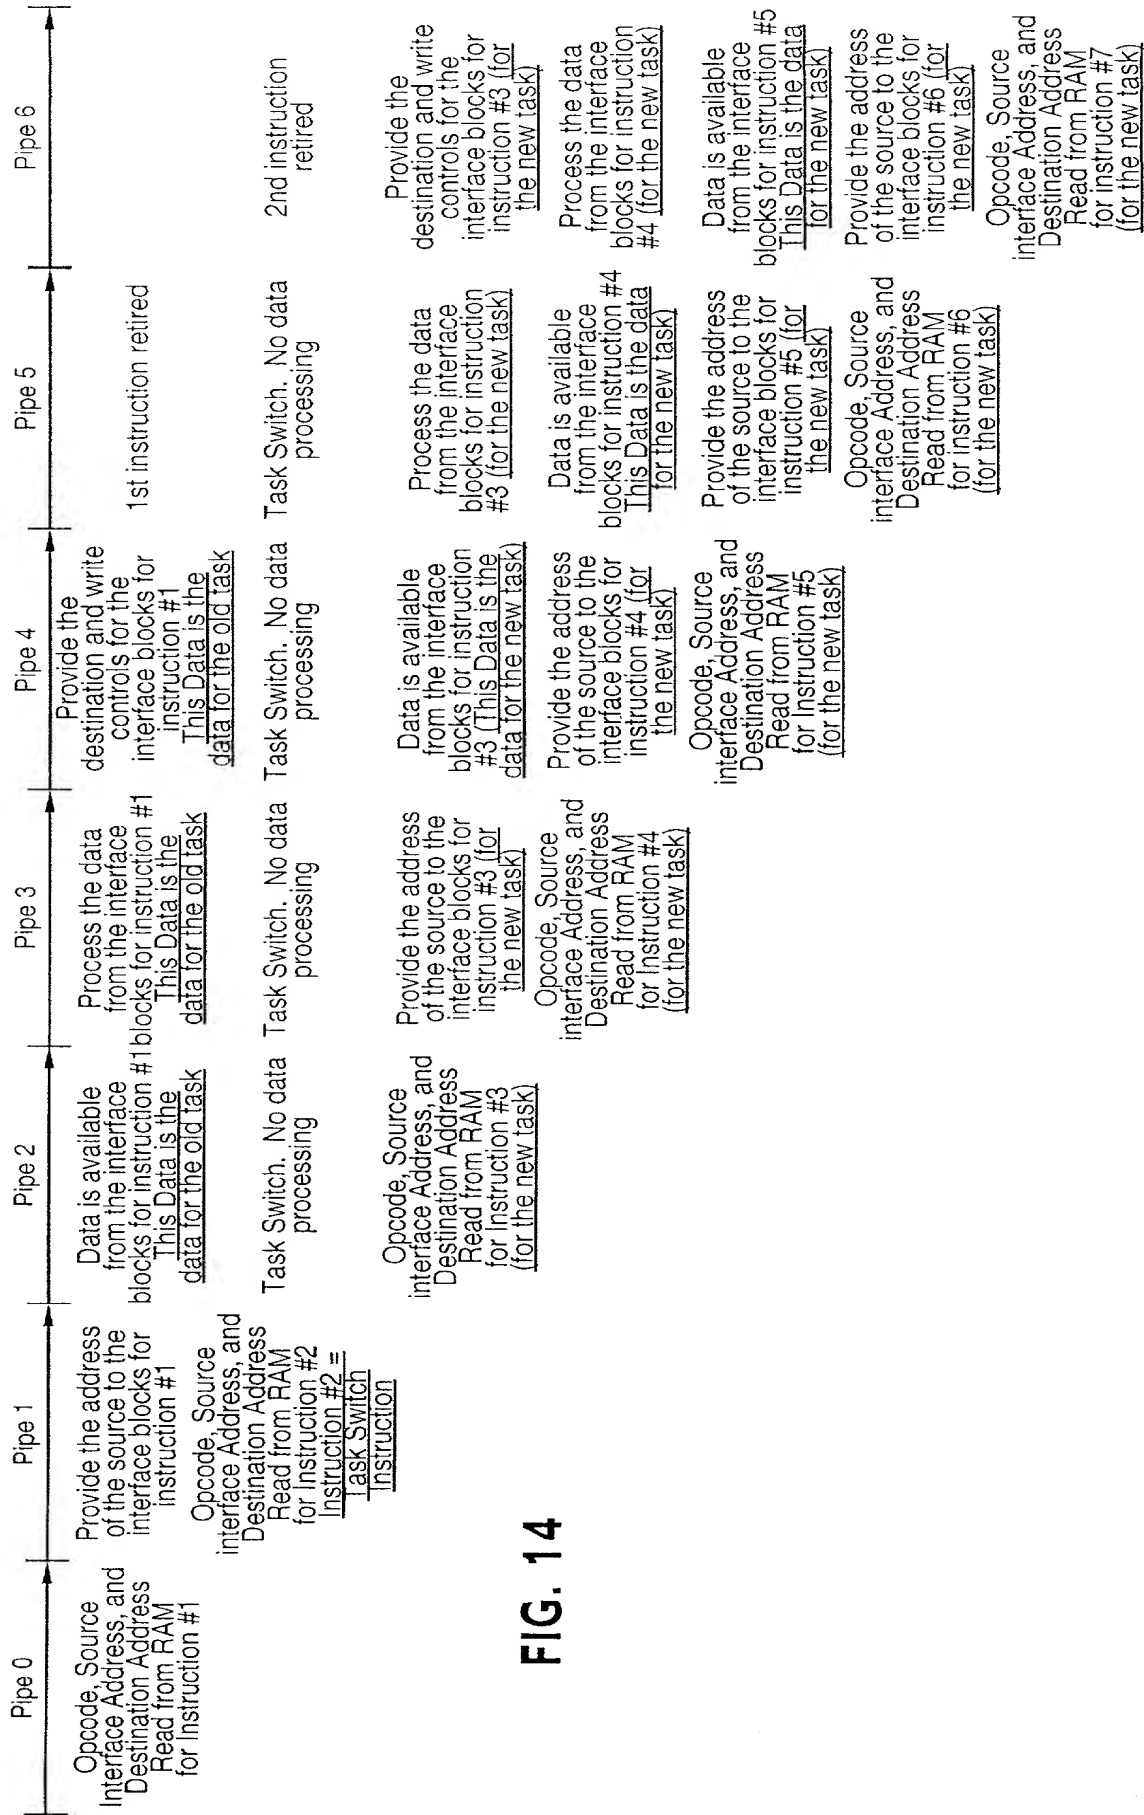 Pipe 0
Pipe 1
Pipe 2
Pipe 3
Pipe 4
Pipe 5
Pipe 6
Opcode, Source
Interface Address, and
Destination Address
Read from RAM
for Instruction #1
Provide the address
of the source to the
interface blocks for
instruction #1
Data is available
from the interface
blocks for instruction #1
This Data is the
data for the old task
Process the data
from the interface
blocks for instruction #1
This Data is the
data for the old task
Provide the
destination and write
controls for the
interface blocks for
instruction #1
This Data is the
data for the old task
1st instruction retired
Opcode, Source
interface Address, and
Destination Address
Read from RAM
for Instruction #2
Instruction #2 =
Task Switch
Instruction
Task Switch. No data
processing
Task Switch. No data
processing
Task Switch. No data
processing
Task Switch. No data
processing
2nd instruction
retired
Opcode, Source
interface Address, and
Destination Address
Read from RAM
for Instruction #3
(for the new task)
Provide the address
of the source to the
interface blocks for
instruction #3 (for
the new task)
Data is available
from the interface
blocks for instruction
#3 (This Data is the
data for the new task)
Process the data
from the interface
blocks for instruction
#3 (for the new task)
Provide the
destination and write
controls for the
interface blocks for
instruction #3 (for
the new task)
Opcode, Source
interface Address, and
Destination Address
Read from RAM
for Instruction #4
(for the new task)
Provide the address
of the source to the
interface blocks for
instruction #4 (for
the new task)
Data is available
from the interface
blocks for instruction #4
This Data is the data
for the new task)
Process the data
from the interface
blocks for instruction
#4 (for the new task)
Opcode, Source
interface Address, and
Destination Address
Read from RAM
for Instruction #5
(for the new task)
Provide the address
of the source to the
interface blocks for
instruction #5 (for
the new task)
Data is available
from the interface
blocks for instruction #5
This Data is the data
for the new task)
Opcode, Source
interface Address, and
Destination Address
Read from RAM
for Instruction #6
(for the new task)
Provide the address
of the source to the
interface blocks for
instruction #6 (for
the new task)
Opcode, Source
interface Address, and
Destination Address
Read from RAM
for Instruction #7
(for the new task)
FIG. 14